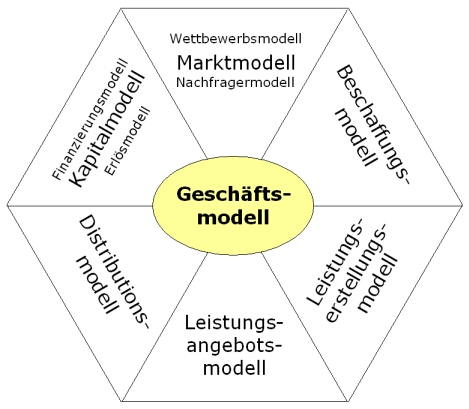 Wettbewerbsmodell
Marktmodell
Nachfragermodell
Beschaffungs-
modell
Leistungs-
erstellungs-
modell
Leistungs-
angebots-
modell
Distributions-
modell
Finanzierungsmodell
Kapitalmodell
Erlösmodell
Geschäfts-
modell